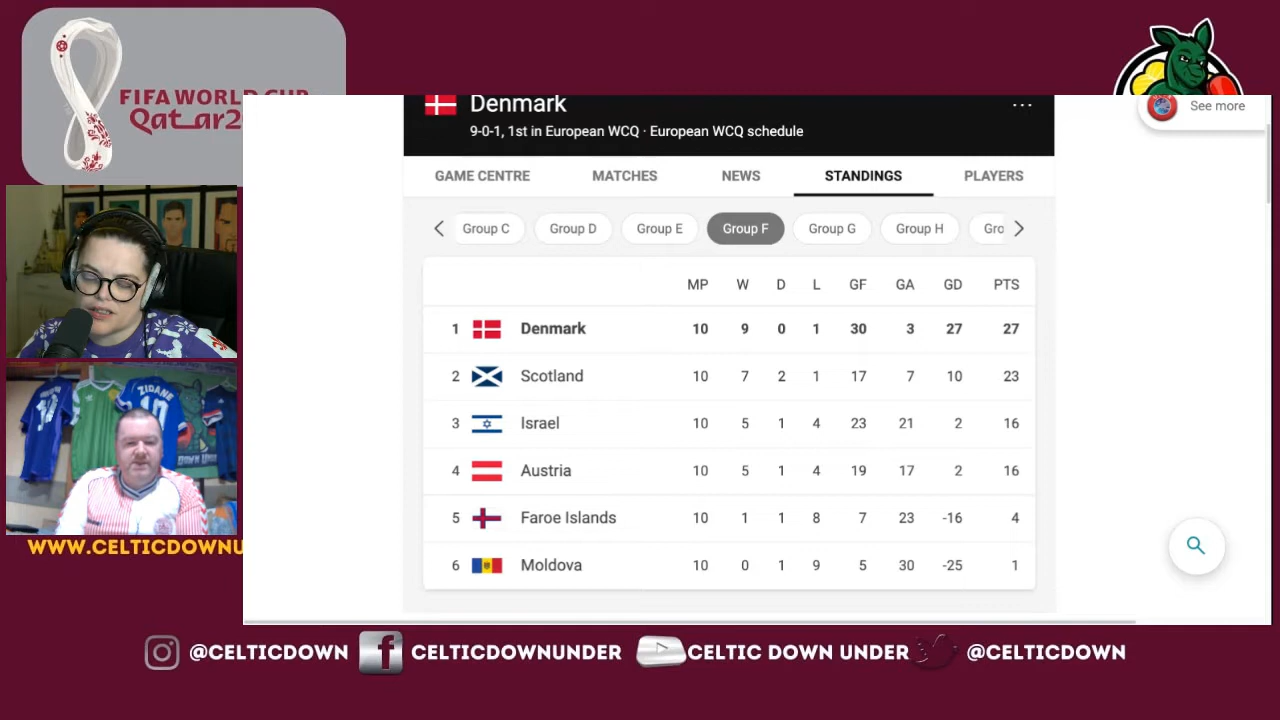 FIFA WORLD CUP
Qatar2
Denmark
9-0-1, 1st in European WCQ · European WCQ schedule
See more
GAME CENTRE MATCHES NEWS STANDINGS PLAYERS
Group C Group D Group E Group F Group G Group H Gro
MP W D L GF GA GD PTS
1 Denmark 10 9 0 1 30 3 27 27
2 Scotland 10 7 2 1 17 7 10 23
3 Israel 10 5 1 4 23 21 2 16
4 Austria 10 5 1 4 19 17 2 16
5 Faroe Islands 10 1 1 8 7 23 -16 4
6 Moldova 10 0 1 9 5 30 -25 1
ZIDANE
10
WWW.CELTICDOWNU
@CELTICDOWN CELTICDOWNUNDER CELTIC DOWN UNDER @CELTICDOWN